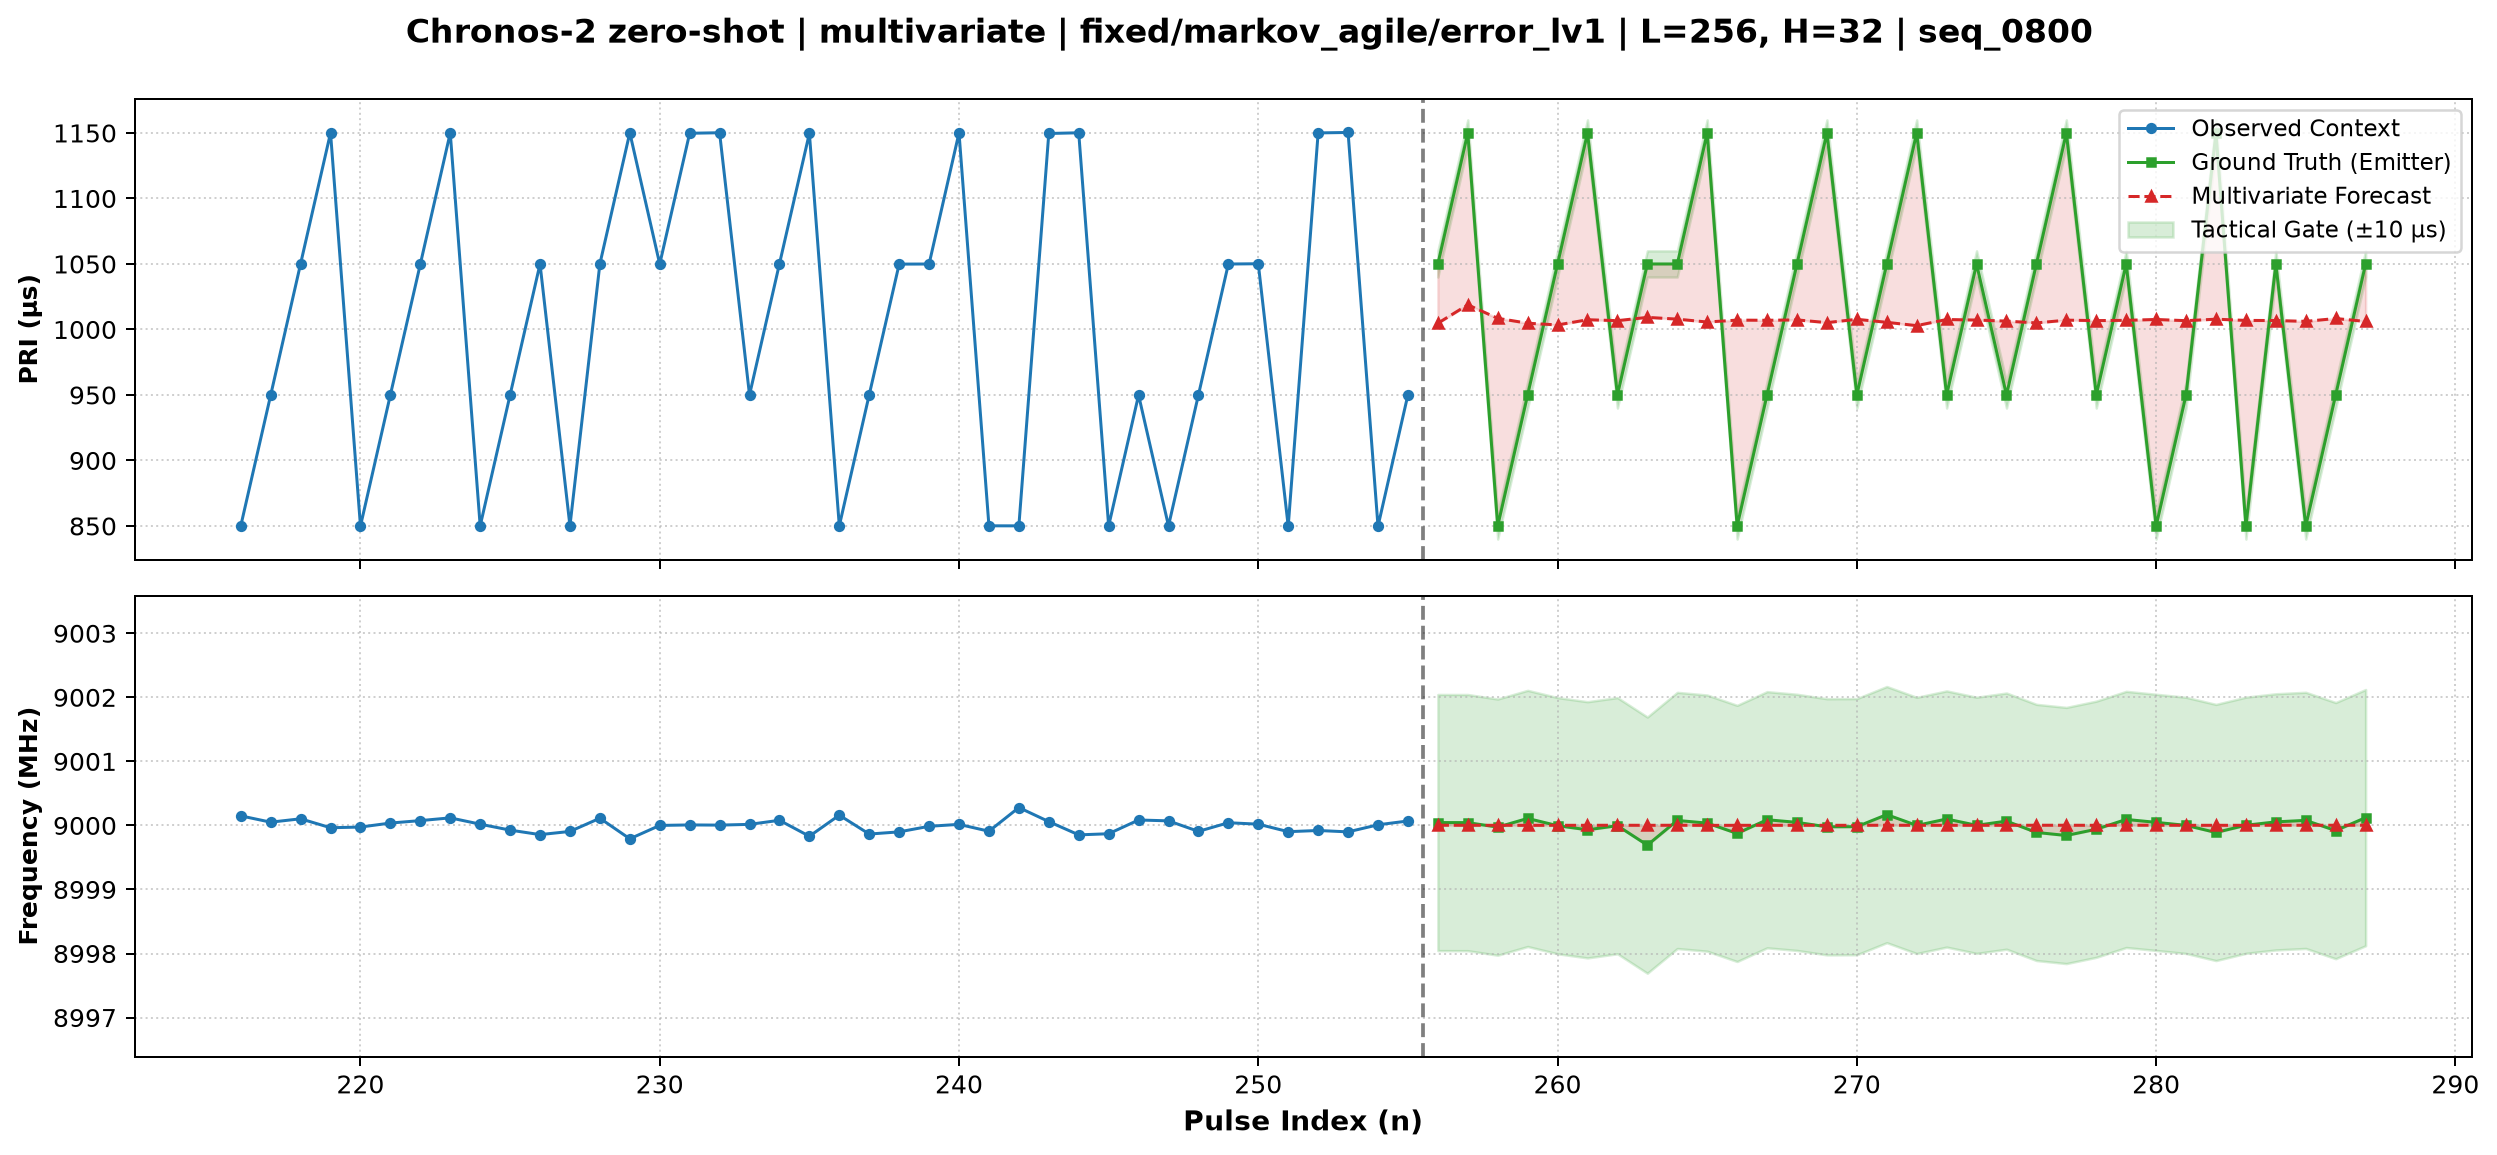 Chronos-2 zero-shot | multivariate | fixed/markov_agile/error_lv1 | L=256, H=32 | seq_0800
PRI (μs)
1150
1100
1050
1000
950
900
850
Observed Context
Ground Truth (Emitter)
Multivariate Forecast
Tactical Gate (±10 μs)
Frequency (MHz)
9003
9002
9001
9000
8999
8998
8997
220 230 240 250 260 270 280 290
Pulse Index (n)